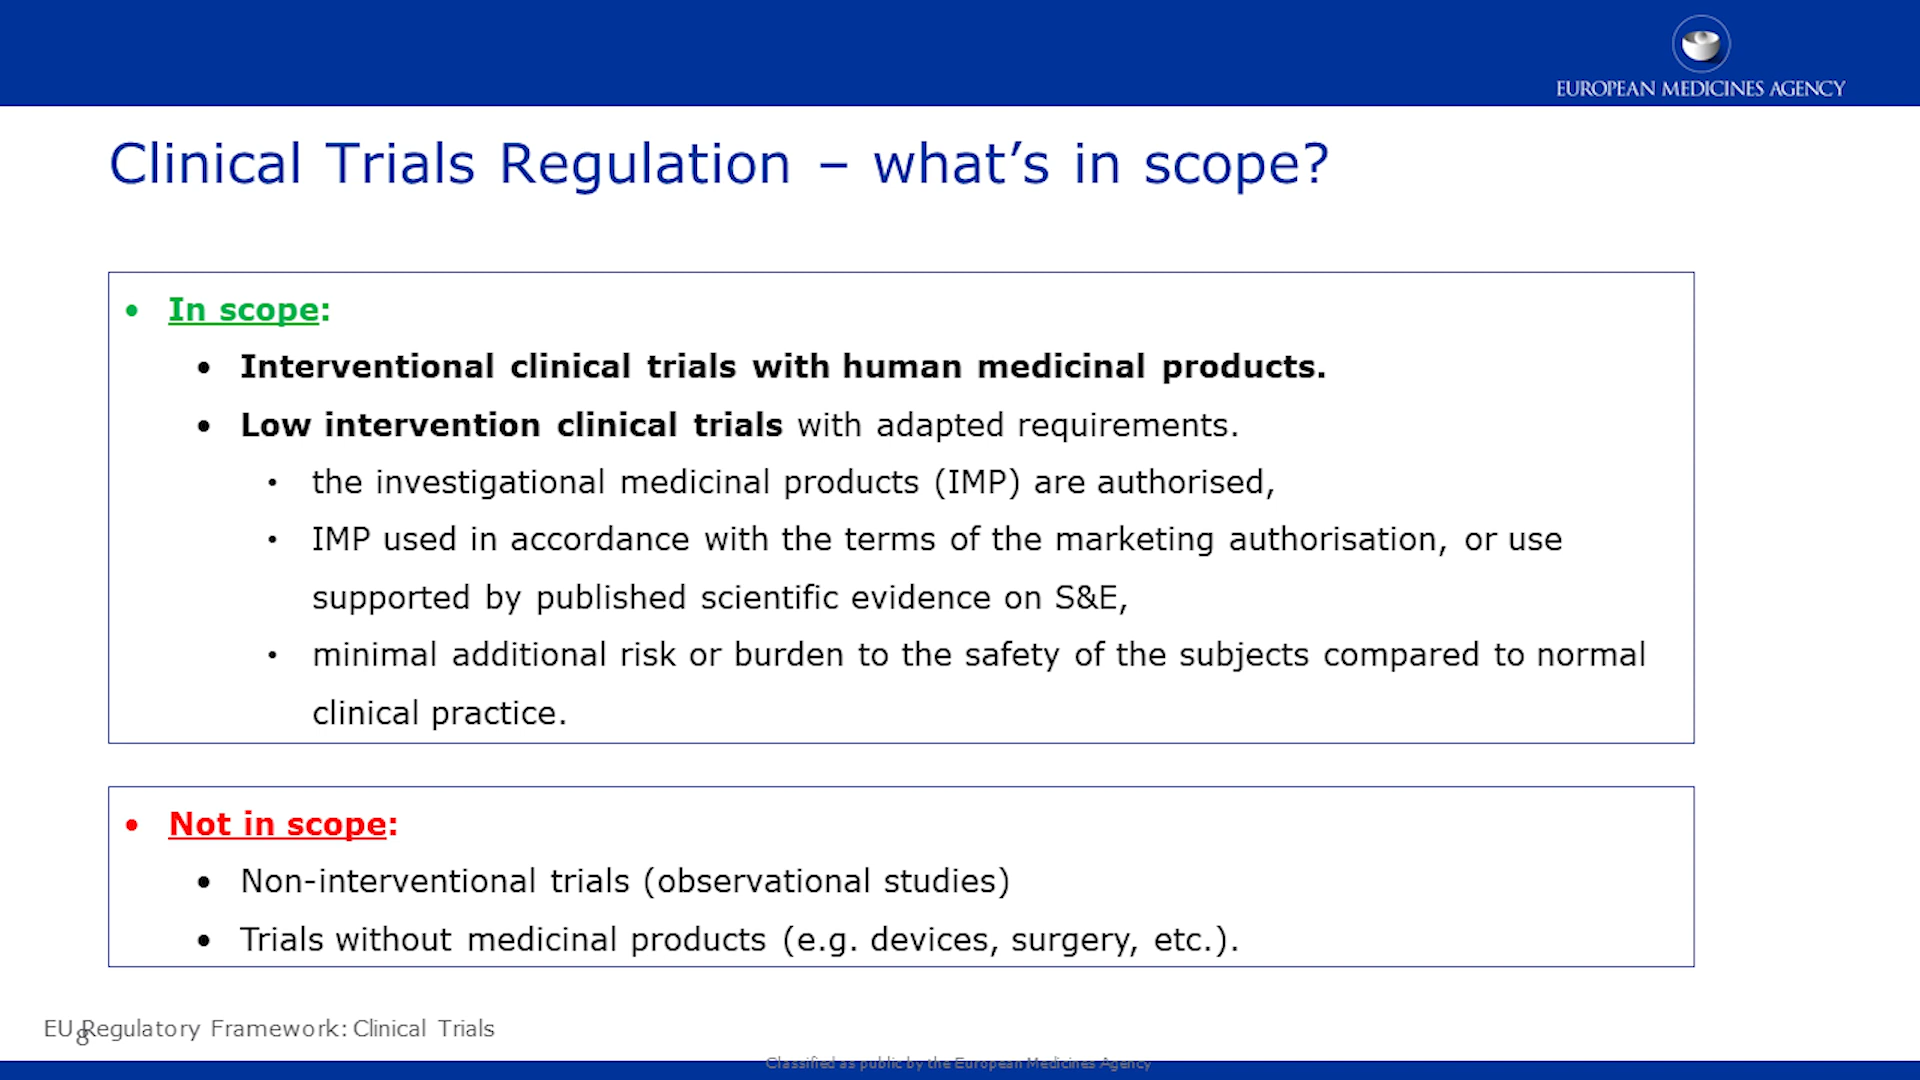 EUROPEAN MEDICINES AGENCY
Clinical Trials Regulation – what’s in scope?
• In scope:
• Interventional clinical trials with human medicinal products.
• Low intervention clinical trials with adapted requirements.
• the investigational medicinal products (IMP) are authorised,
• IMP used in accordance with the terms of the marketing authorisation, or use
supported by published scientific evidence on S&E,
• minimal additional risk or burden to the safety of the subjects compared to normal
clinical practice.
• Not in scope:
• Non-interventional trials (observational studies)
• Trials without medicinal products (e.g. devices, surgery, etc.).
EU Regulatory Framework: Clinical Trials
8
Classified as public by the European Medicines Agency